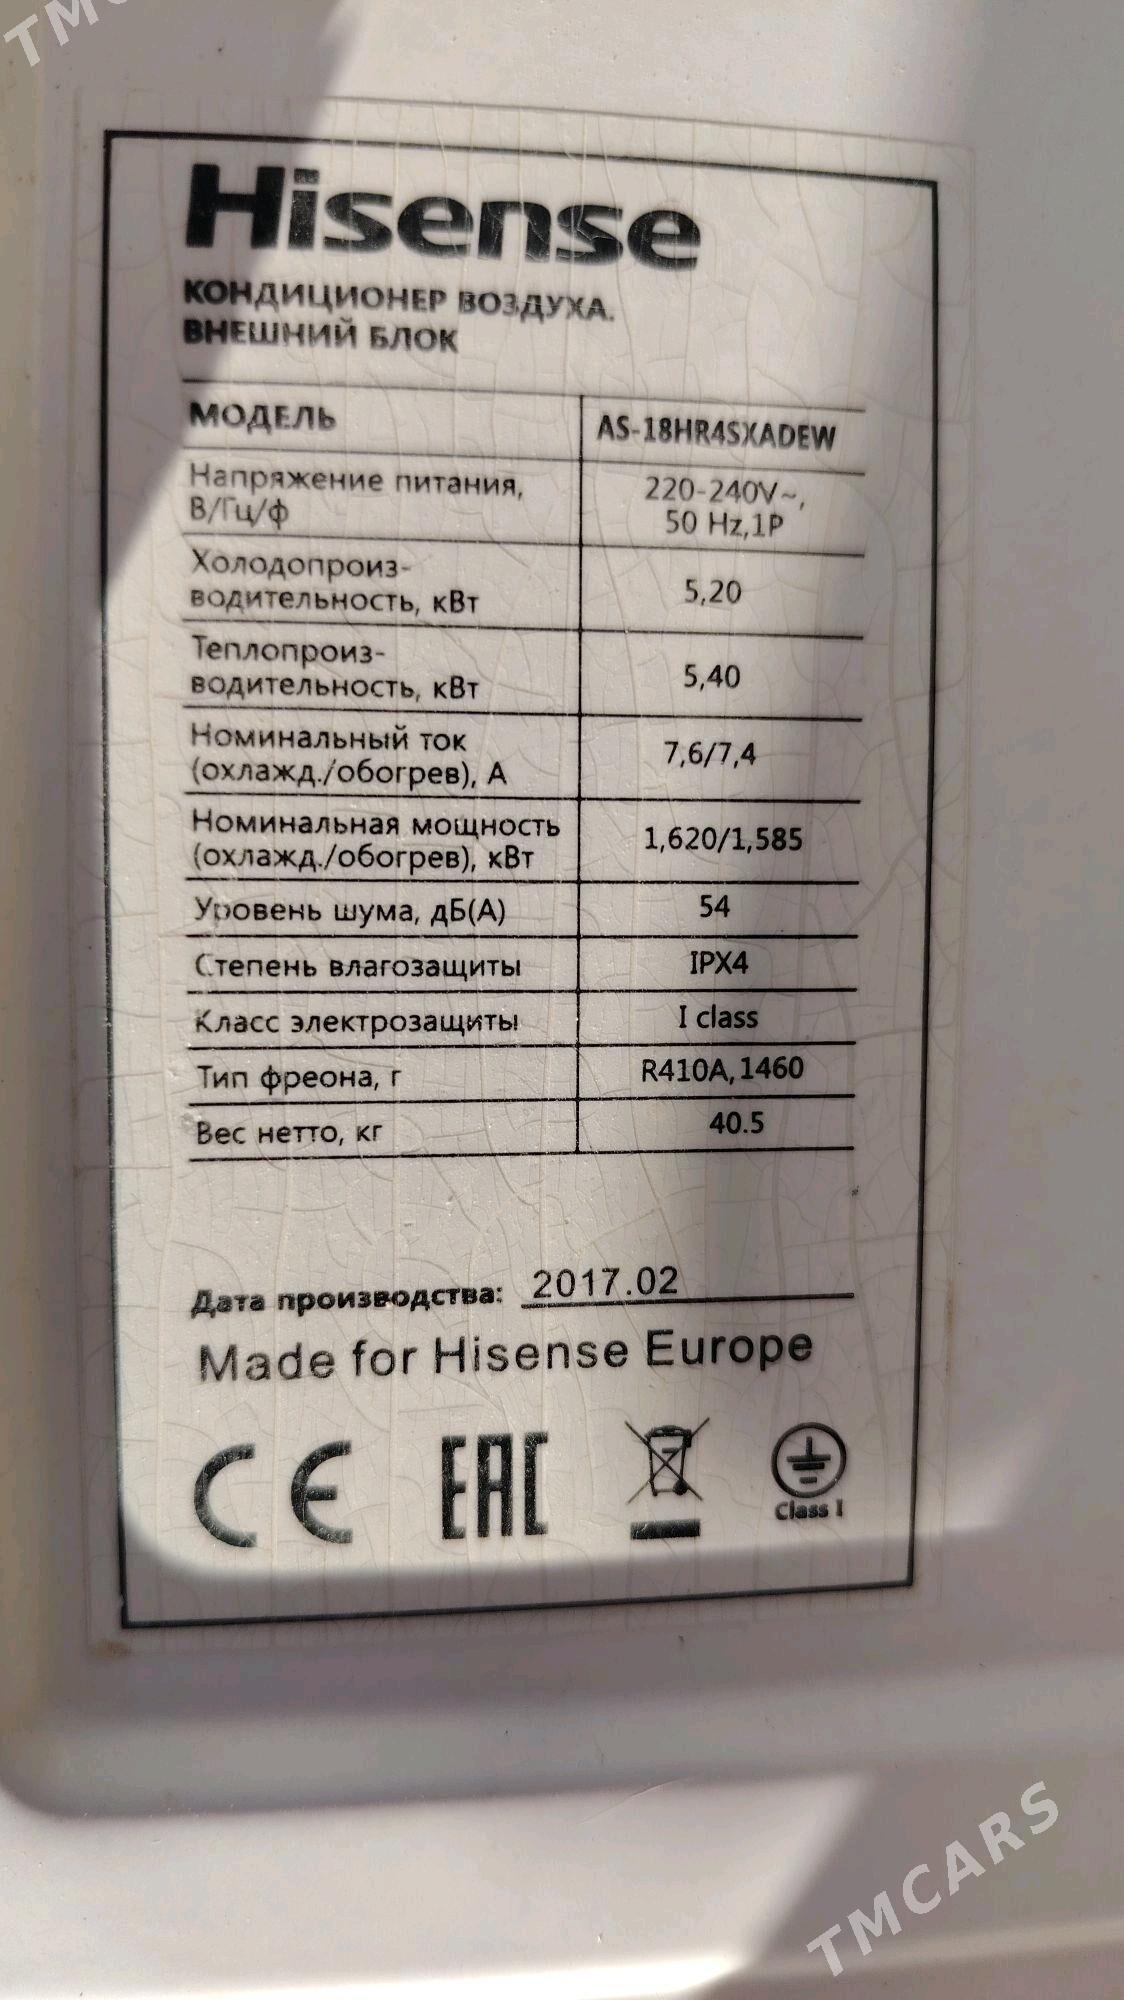 TMC
Hisense
КОНДИЦИОНЕР ВОЗДУХА.
ВНЕШНИЙ БЛОК
МОДЕЛЬ AS-18HR4SXADEW
Напряжение питания, 220-240V~,
В/Гц/ф 50 Hz,1P
Холодопроиз-
водительность, кВт 5,20
Теплопроиз-
водительность, кВт 5,40
Номинальный ток
(охлажд./обогрев), А 7,6/7,4
Номинальная мощность
(охлажд./обогрев), кВт 1,620/1,585
Уровень шума, дБ(А) 54
Степень влагозащиты IPX4
Класс электрозащиты I class
Тип фреона, г R410A,1460
Вес нетто, кг 40.5
Дата производства: 2017.02
Made for Hisense Europe
CE EAC
Class I
TMCARS